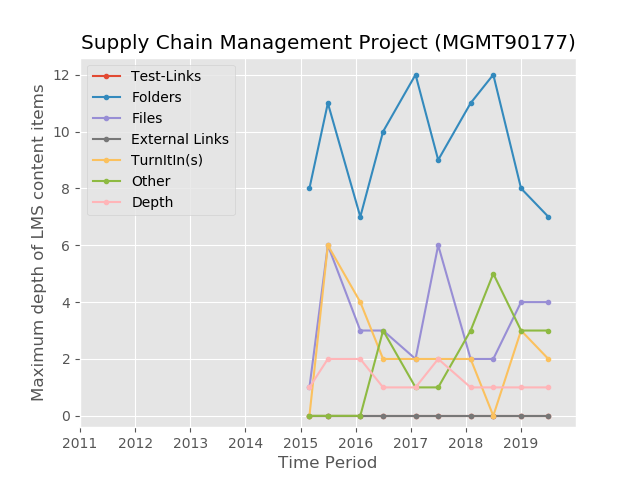 Supply Chain Management Project (MGMT90177)
Maximum depth of LMS content items
12
10
8
6
4
2
0
Test-Links
Folders
Files
External Links
TurnItIn(s)
Other
Depth
2011 2012 2013 2014 2015 2016 2017 2018 2019
Time Period